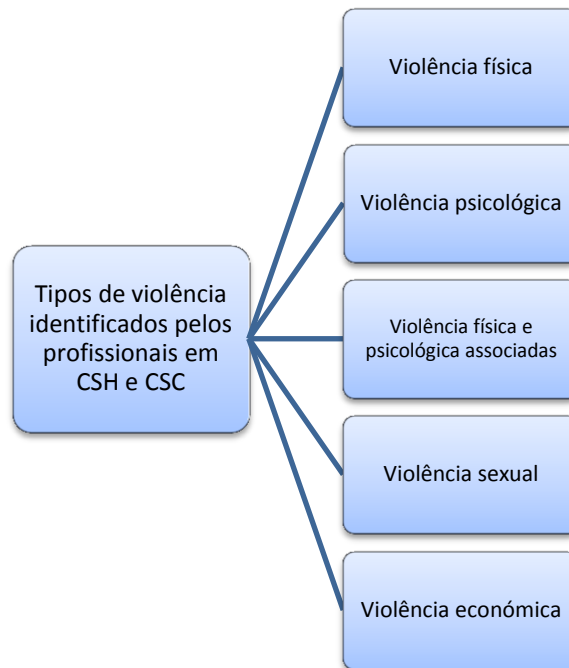 Violência física
Violência psicológica
Tipos de violência
identificados pelos
profissionais em
CSH e CSC
Violência física e
psicológica associadas
Violência sexual
Violência económica